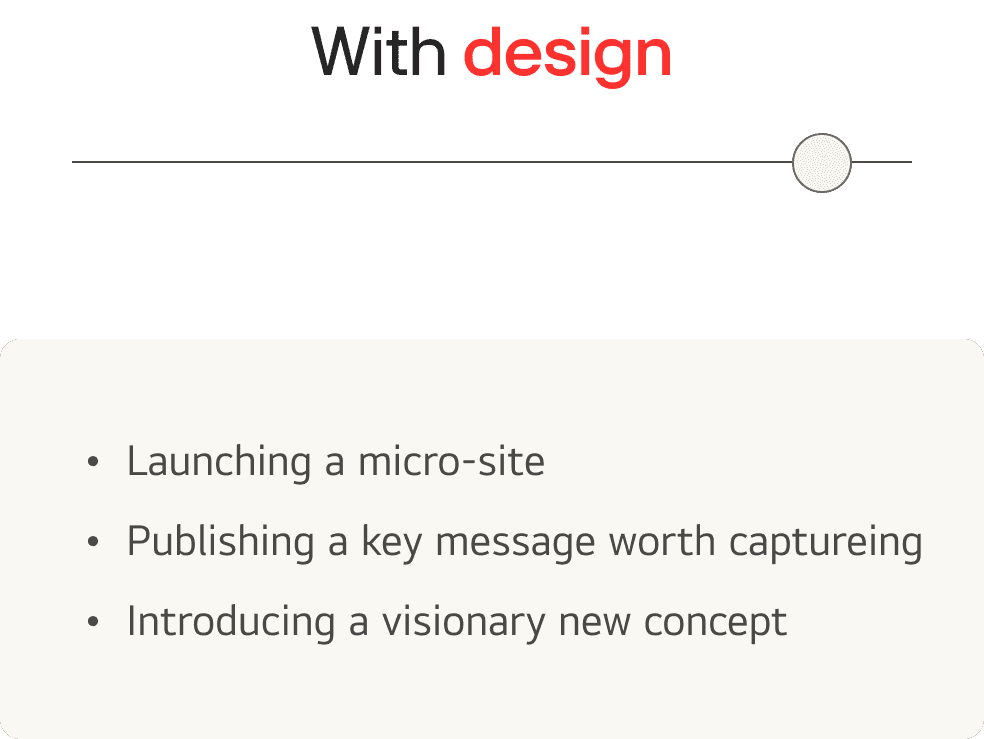 With design
• Launching a micro-site
• Publishing a key message worth captureing
• Introducing a visionary new concept